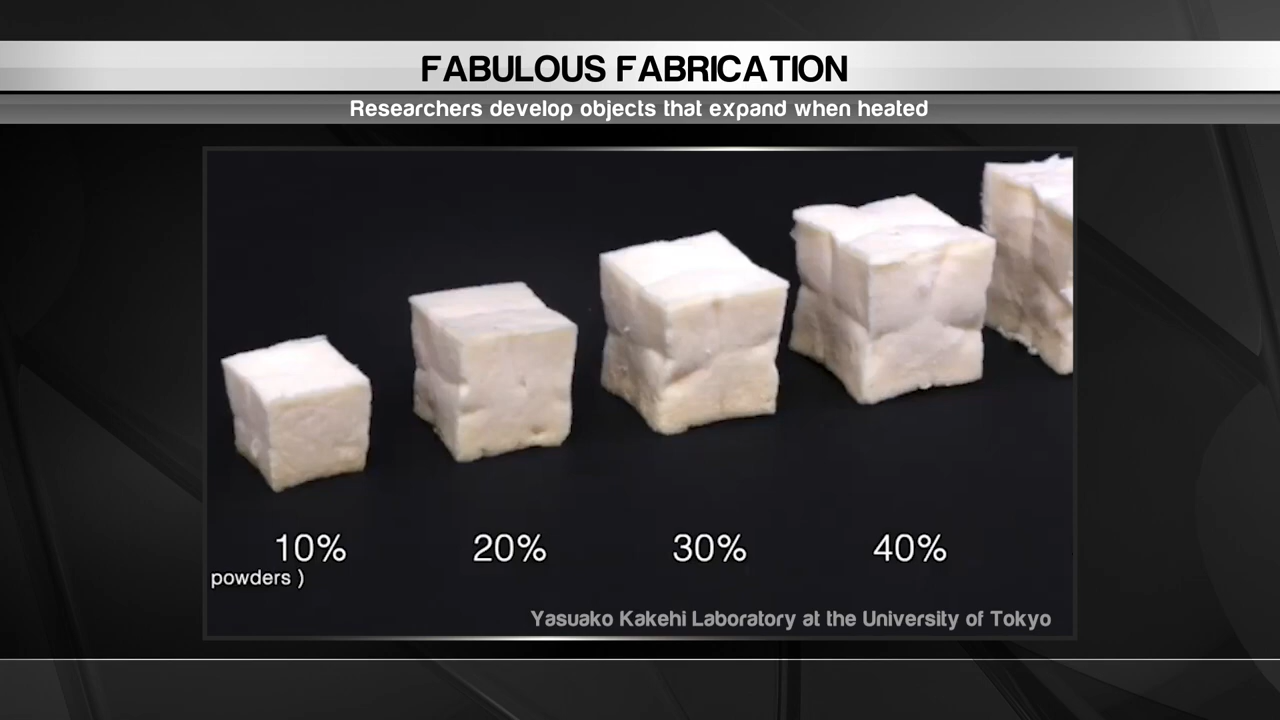 FABULOUS FABRICATION
Researchers develop objects that expand when heated
10% 20% 30% 40%
powders )
Yasuako Kakehi Laboratory at the University of Tokyo